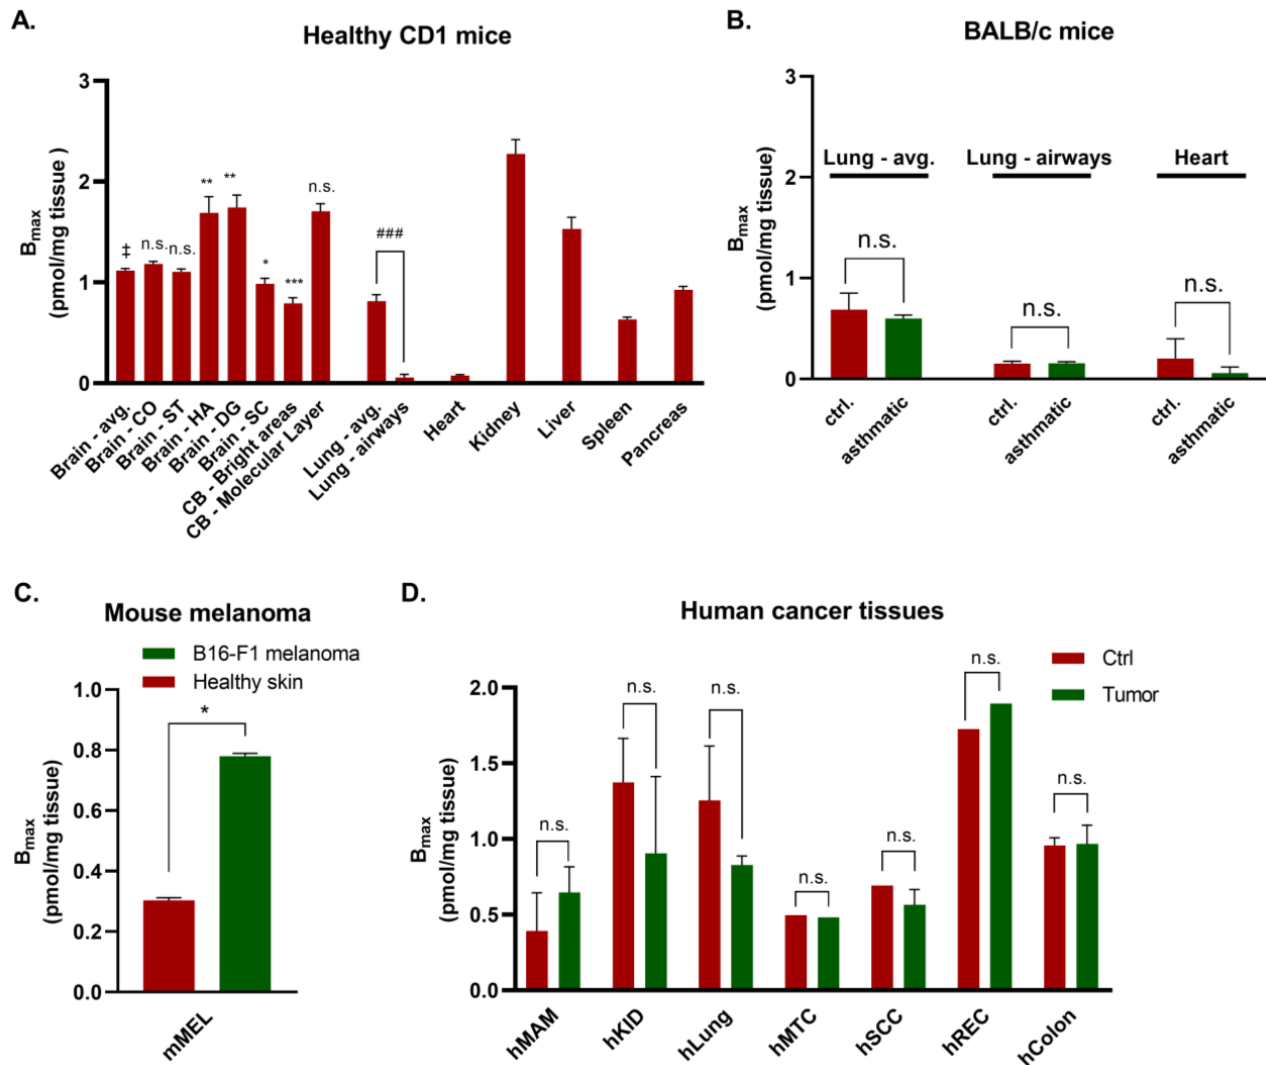 A.
Healthy CD1 mice
B_max
(pmol/mg tissue )
3
2
1
0
‡
n.s.
n.s.
**
**
*
***
n.s.
###
Brain - avg.
Brain - CO
Brain - ST
Brain - HA
Brain - DG
Brain - SC
CB - Bright areas
CB - Molecular Layer
Lung - avg.
Lung - airways
Heart
Kidney
Liver
Spleen
Pancreas
B.
BALB/c mice
B_max
(pmol/mg tissue)
3
2
1
0
Lung - avg.
Lung - airways
Heart
n.s.
n.s.
n.s.
ctrl.
asthmatic
ctrl.
asthmatic
ctrl.
asthmatic
C.
Mouse melanoma
B16-F1 melanoma
Healthy skin
B_max
(pmol/mg tissue)
1.0
0.8
0.6
0.4
0.2
0.0
*
mMEL
D.
Human cancer tissues
Ctrl
Tumor
B_max
(pmol/mg tissue)
2.0
1.5
1.0
0.5
0.0
n.s.
n.s.
n.s.
n.s.
n.s.
n.s.
n.s.
hMAM
hKID
hLung
hMTC
hSCC
hREC
hColon